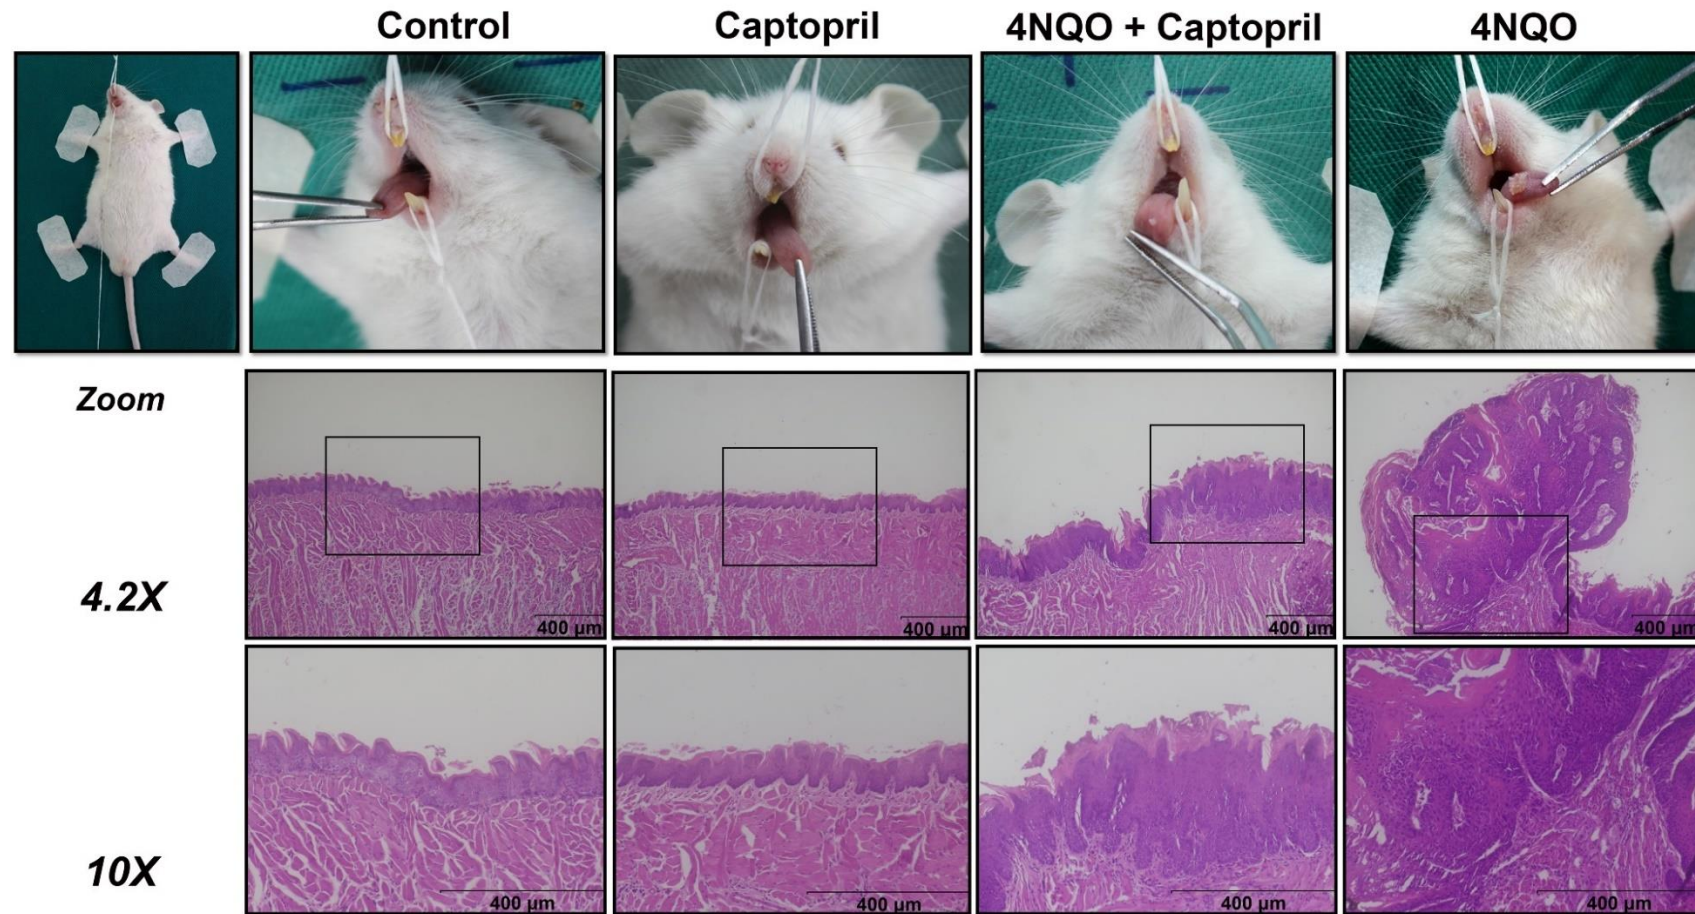 Control Captopril 4NQO + Captopril 4NQO
Zoom
4.2X
400 µm 400 µm 400 µm 400 µm
10X
400 µm 400 µm 400 µm 400 µm